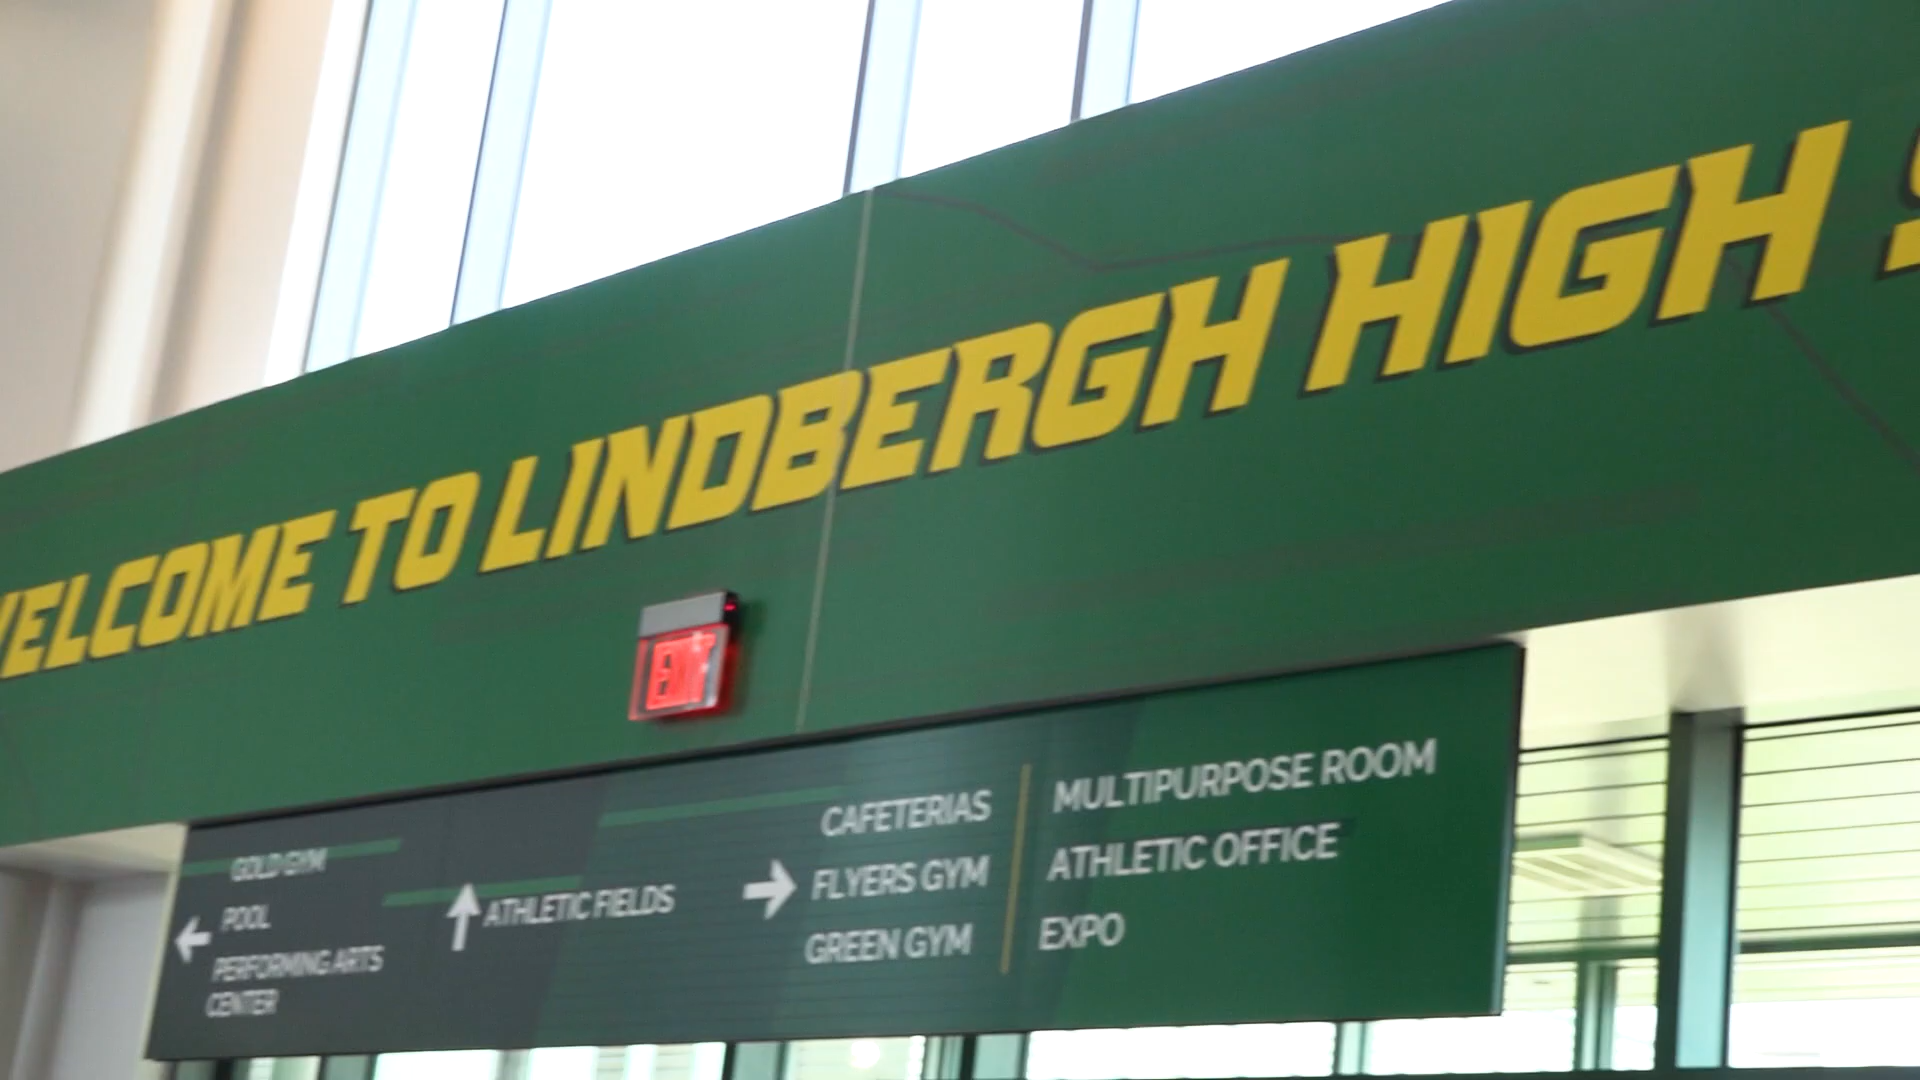 WELCOME TO LINDBERGH HIGH S
EXIT
GOLD GYM
POOL
PERFORMING ARTS
CENTER
ATHLETIC FIELDS
CAFETERIAS
FLYERS GYM
GREEN GYM
MULTIPURPOSE ROOM
ATHLETIC OFFICE
EXPO